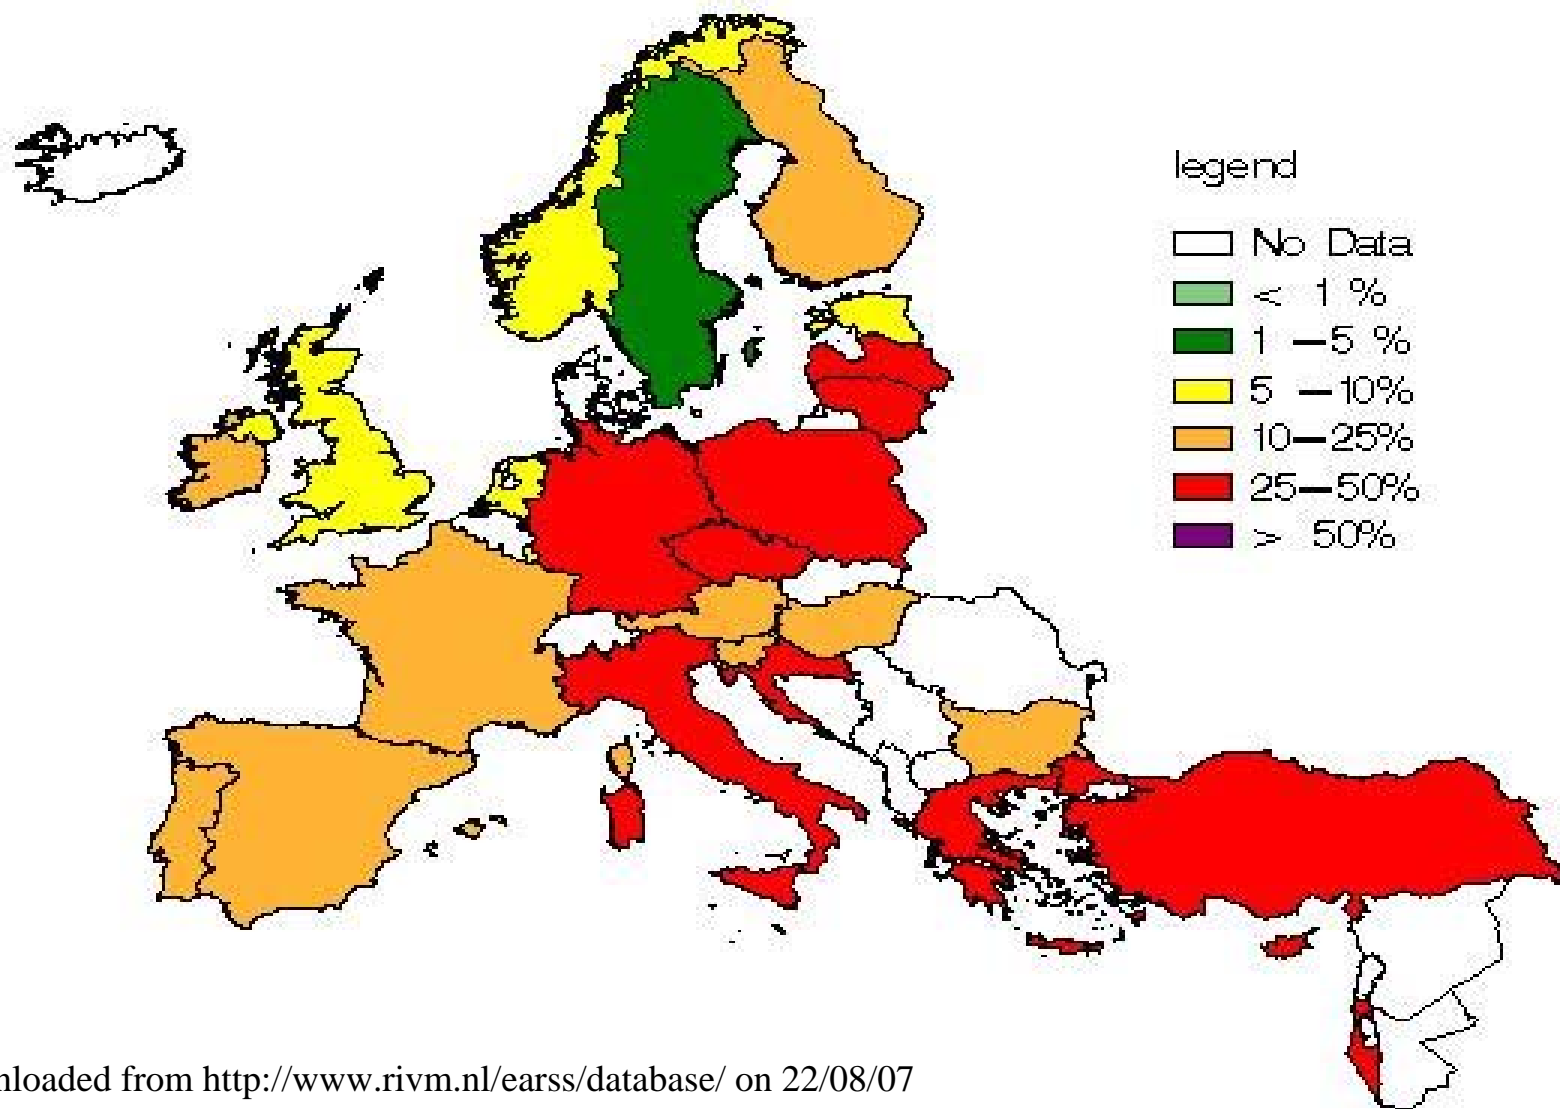 legend
No Data
< 1 %
1 —5 %
5 —10%
10—25%
25—50%
> 50%
nloaded from http://www.rivm.nl/earss/database/ on 22/08/07